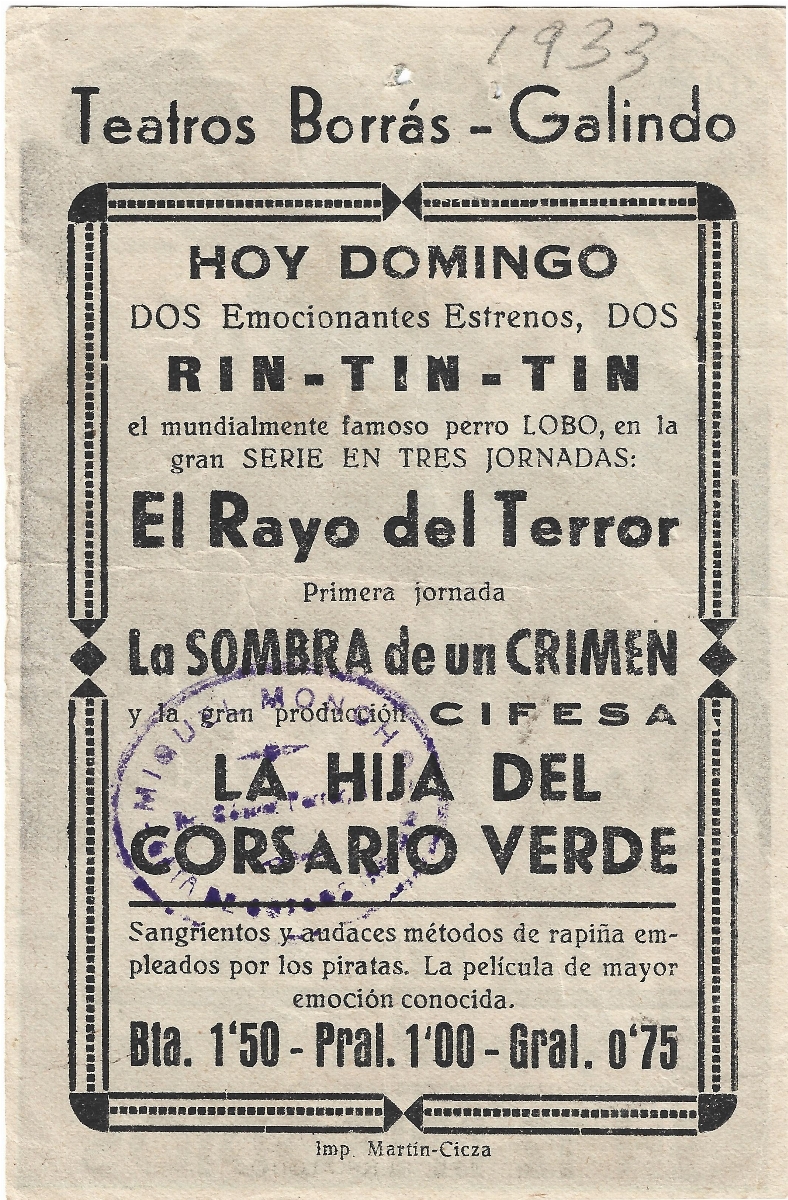 1933
Teatros Borrás - Galindo
HOY DOMINGO
DOS Emocionantes Estrenos, DOS
RIN-TIN-TIN
el mundialmente famoso perro LOBO, en la
gran SERIE EN TRES JORNADAS:
El Rayo del Terror
Primera jornada
La SOMBRA de un CRIMEN
y la gran producción CIFESA
LA HIJA DEL
CORSARIO VERDE
MIGUEL MONCHO
Sangrientos y audaces métodos de rapiña em-
pleados por los piratas. La película de mayor
emoción conocida.
Bta. 1'50 - Pral. 1'00 - Gral. 0'75
Imp. Martín-Cieza